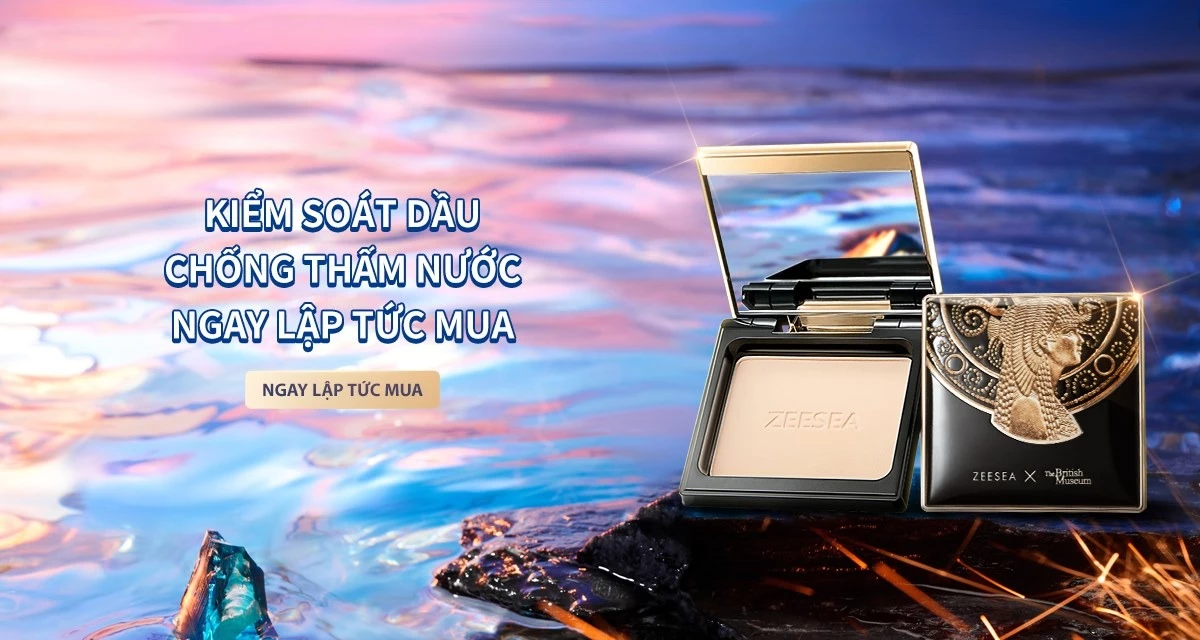 KIỂM SOÁT DẦU
CHỐNG THẤM NƯỚC
NGAY LẬP TỨC MUA
NGAY LẬP TỨC MUA
ZEESEA
ZEESEA X The British Museum